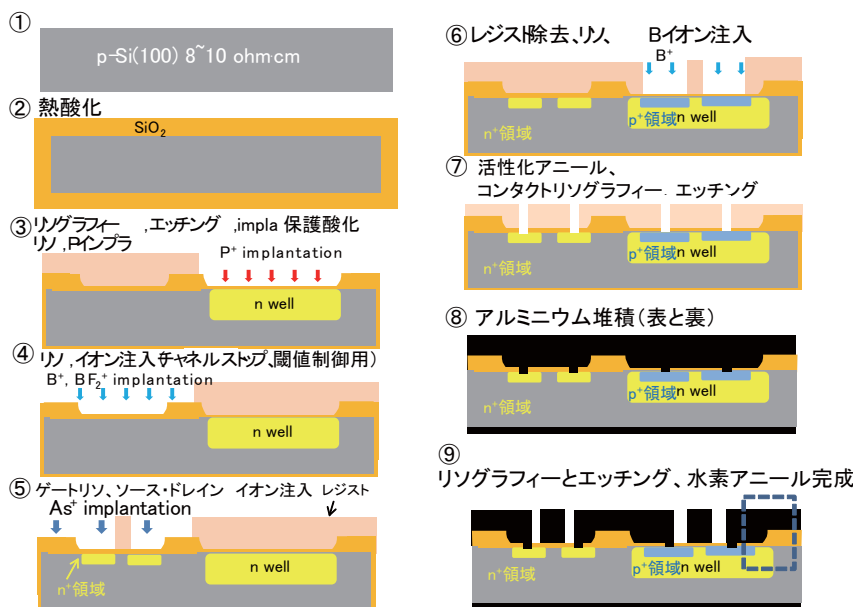 ①
p-Si(100) 8~10 ohm·cm
② 熱酸化
SiO₂
③ リソグラフィー ,エッチング ,impla 保護酸化
リソ ,Pインプラ
P⁺ implantation
n well
④ リソ ,イオン注入(チャネルストップ、閾値制御用)
B⁺, BF₂⁺ implantation
n well
⑤ ゲートリソ、ソース・ドレイン イオン注入 レジスト
As⁺ implantation
n well
n⁺領域
⑥ レジスト除去、リソ、 Bイオン注入
B⁺
n⁺領域
p⁺領域 n well
⑦ 活性化アニール、
コンタクトリソグラフィー、エッチング
n⁺領域
p⁺領域 n well
⑧ アルミニウム堆積(表と裏)
n⁺領域
p⁺領域 n well
⑨
リソグラフィーとエッチング、水素アニール完成
n⁺領域
p⁺領域 n well